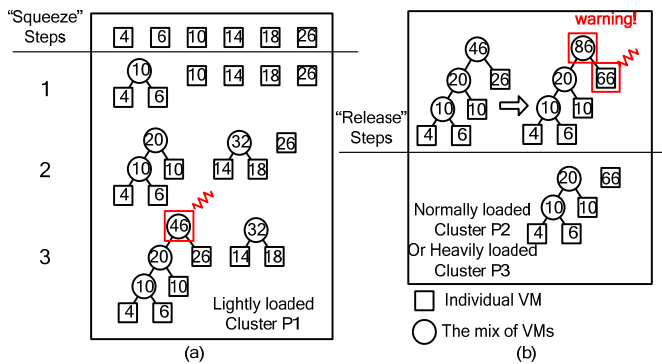 "Squeeze"
Steps
4 6 10 14 18 26
1
10 10 14 18 26
4 6
2
20 32 26
10 10 14 18
4 6
3
46
32
20 26 14 18
10 10
4 6
Lightly loaded
Cluster P1
(a)
warning!
46 86
20 26 20 66
10 10 10 10
4 6 4 6
"Release"
Steps
20 66
10 10
4 6
Normally loaded
Cluster P2
Or Heavily loaded
Cluster P3
Individual VM
The mix of VMs
(b)